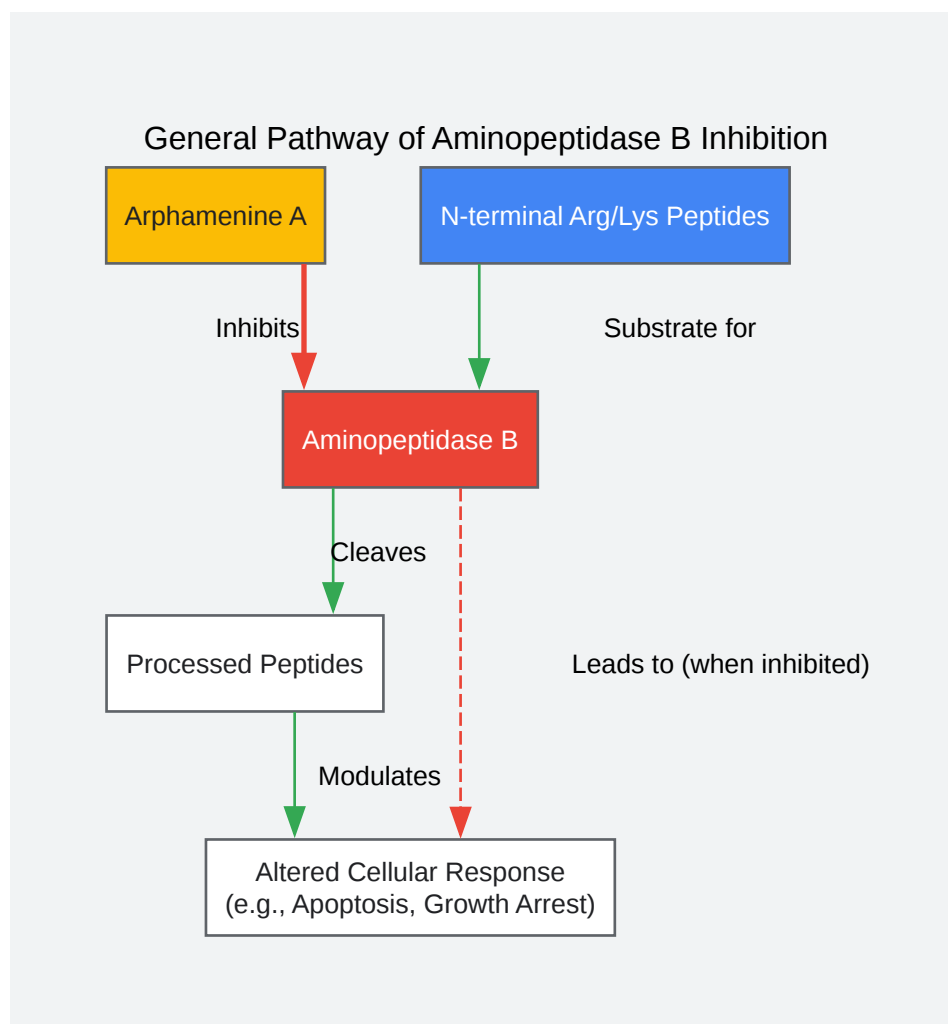 General Pathway of Aminopeptidase B Inhibition
Arphamenine A
N-terminal Arg/Lys Peptides
Inhibits
Substrate for
Aminopeptidase B
Cleaves
Processed Peptides
Leads to (when inhibited)
Modulates
Altered Cellular Response
(e.g., Apoptosis, Growth Arrest)